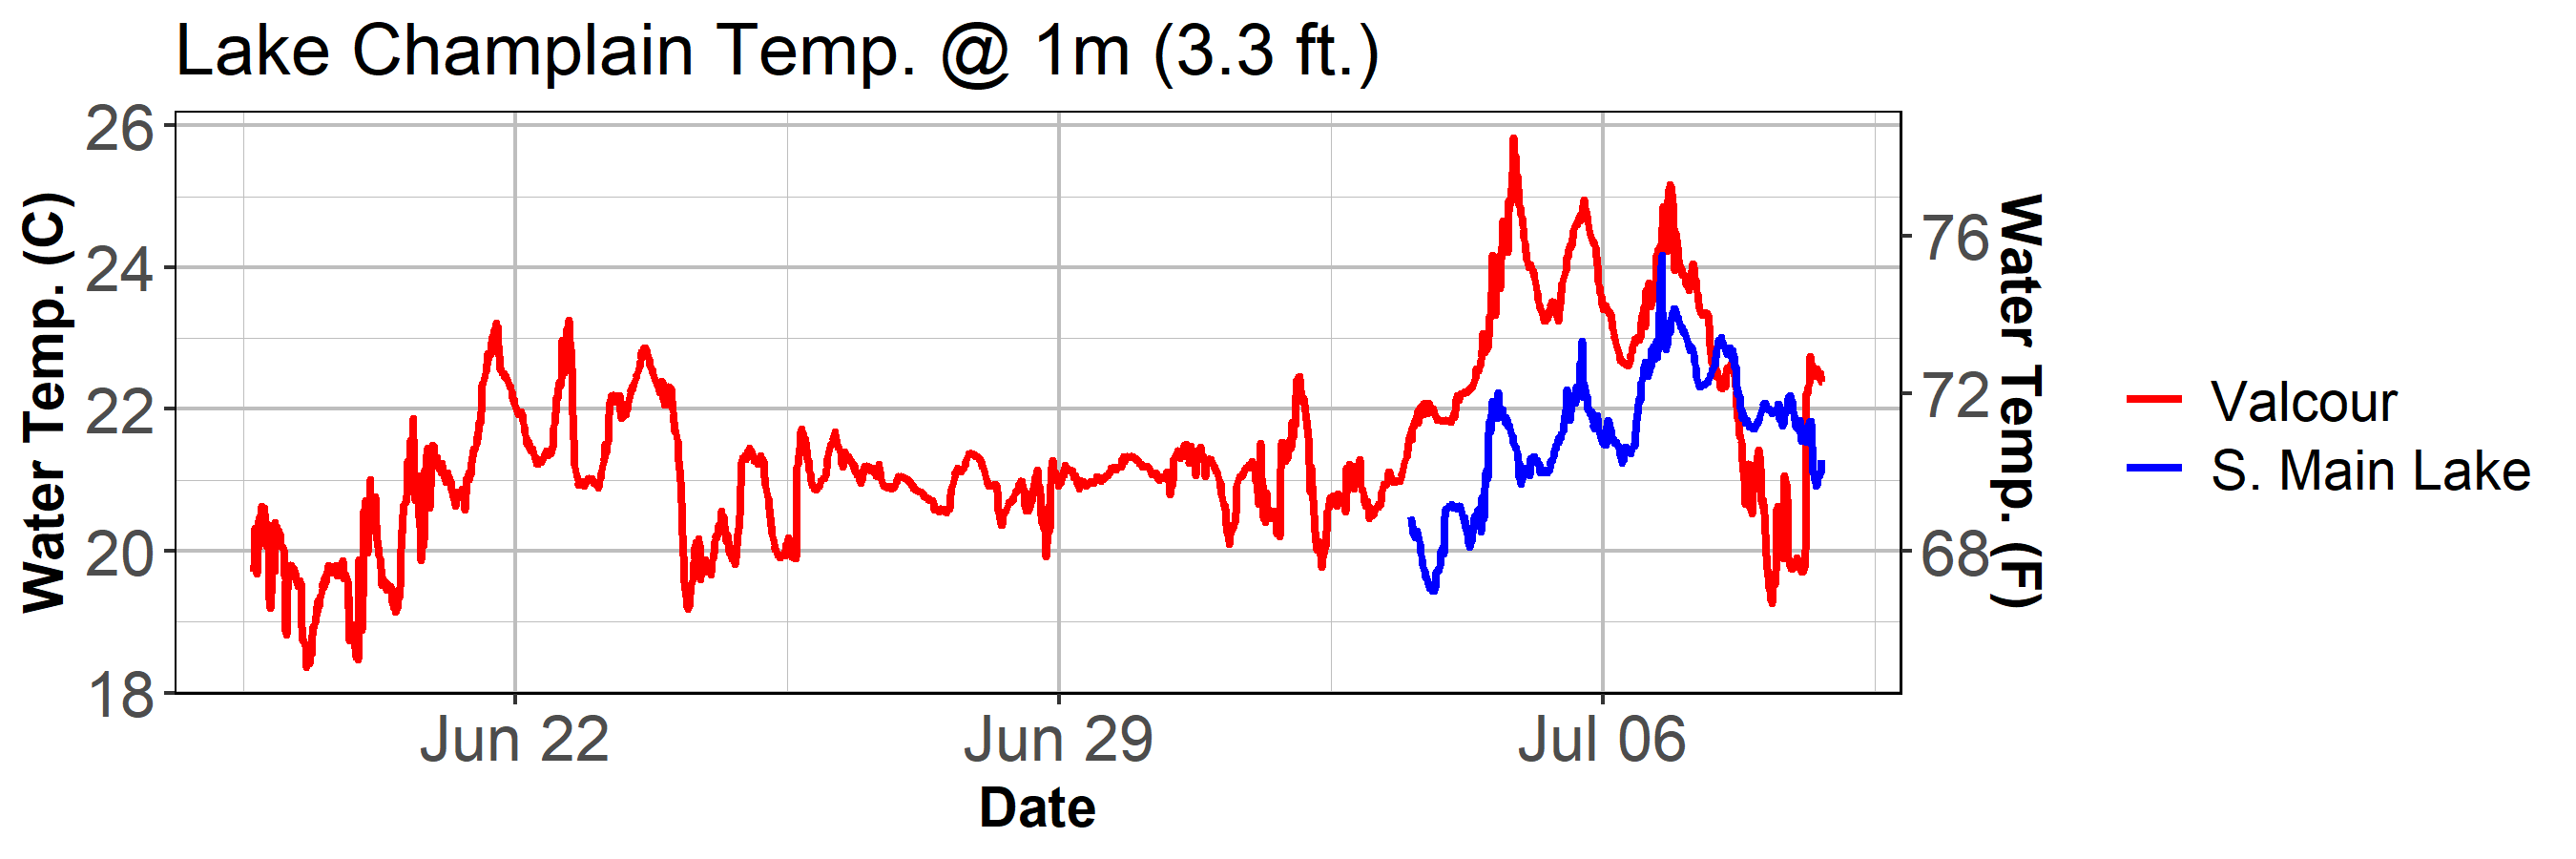 Lake Champlain Temp. @ 1m (3.3 ft.)
Water Temp. (C)
26
24
22
20
18
76
72
68
Water Temp. (F)
Jun 22
Jun 29
Jul 06
Date
Valcour
S. Main Lake